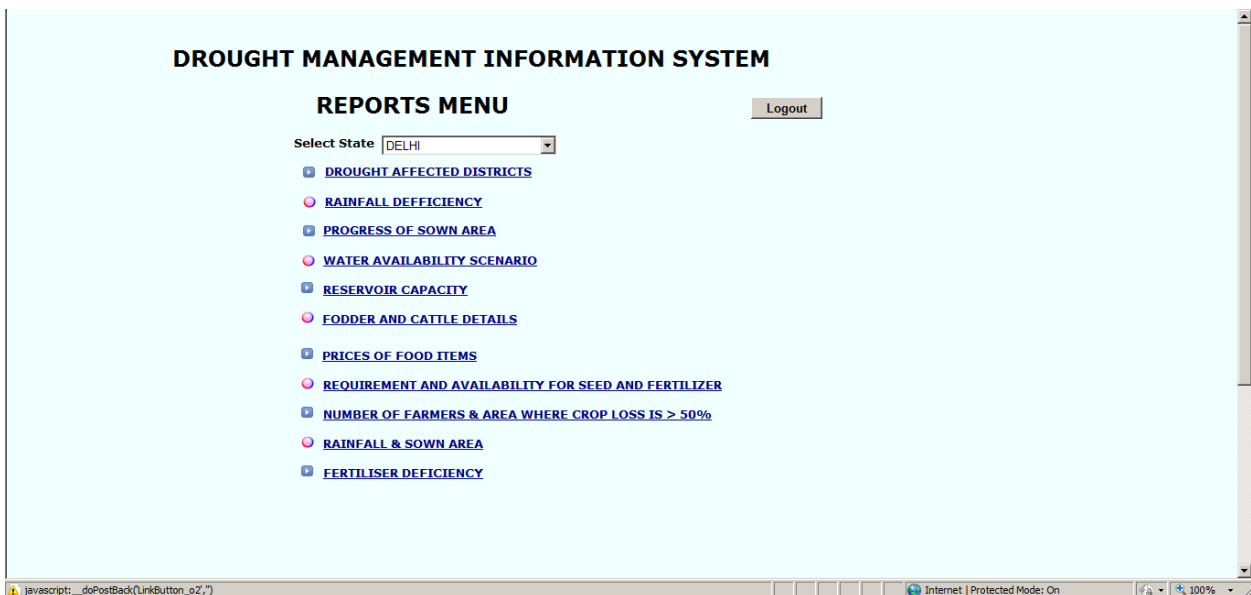 DROUGHT MANAGEMENT INFORMATION SYSTEM
REPORTS MENU
Logout
Select State DELHI
DROUGHT AFFECTED DISTRICTS
RAINFALL DEFFICIENCY
PROGRESS OF SOWN AREA
WATER AVAILABILITY SCENARIO
RESERVOIR CAPACITY
FODDER AND CATTLE DETAILS
PRICES OF FOOD ITEMS
REQUIREMENT AND AVAILABILITY FOR SEED AND FERTILIZER
NUMBER OF FARMERS & AREA WHERE CROP LOSS IS > 50%
RAINFALL & SOWN AREA
FERTILISER DEFICIENCY
javascript:__doPostBack('LinkButton_o2','') Internet | Protected Mode: On 100%